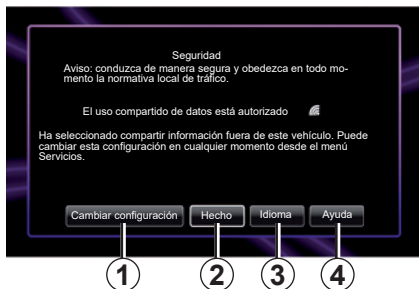 Seguridad
Aviso: conduzca de manera segura y obedezca en todo mo-
mento la normativa local de tráfico.
El uso compartido de datos está autorizado
Ha seleccionado compartir información fuera de este vehículo. Puede
cambiar esta configuración en cualquier momento desde el menú
Servicios.
Cambiar configuración Hecho Idioma Ayuda
1 2 3 4